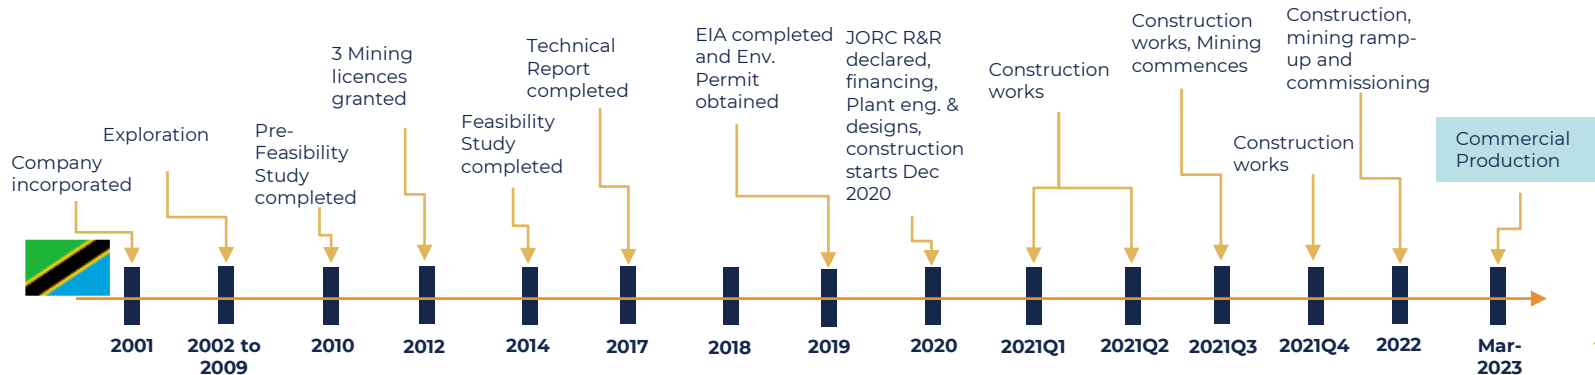 Company
incorporated
Exploration
Pre-
Feasibility
Study
completed
3 Mining
licences
granted
Feasibility
Study
completed
Technical
Report
completed
EIA completed
and Env.
Permit
obtained
JORC R&R
declared,
financing,
Plant eng. &
designs,
construction
starts Dec
2020
Construction
works
Construction
works, Mining
commences
Construction
works
Construction,
mining ramp-
up and
commissioning
Commercial
Production
2001
2002 to
2009
2010
2012
2014
2017
2018
2019
2020
2021Q1
2021Q2
2021Q3
2021Q4
2022
Mar-
2023